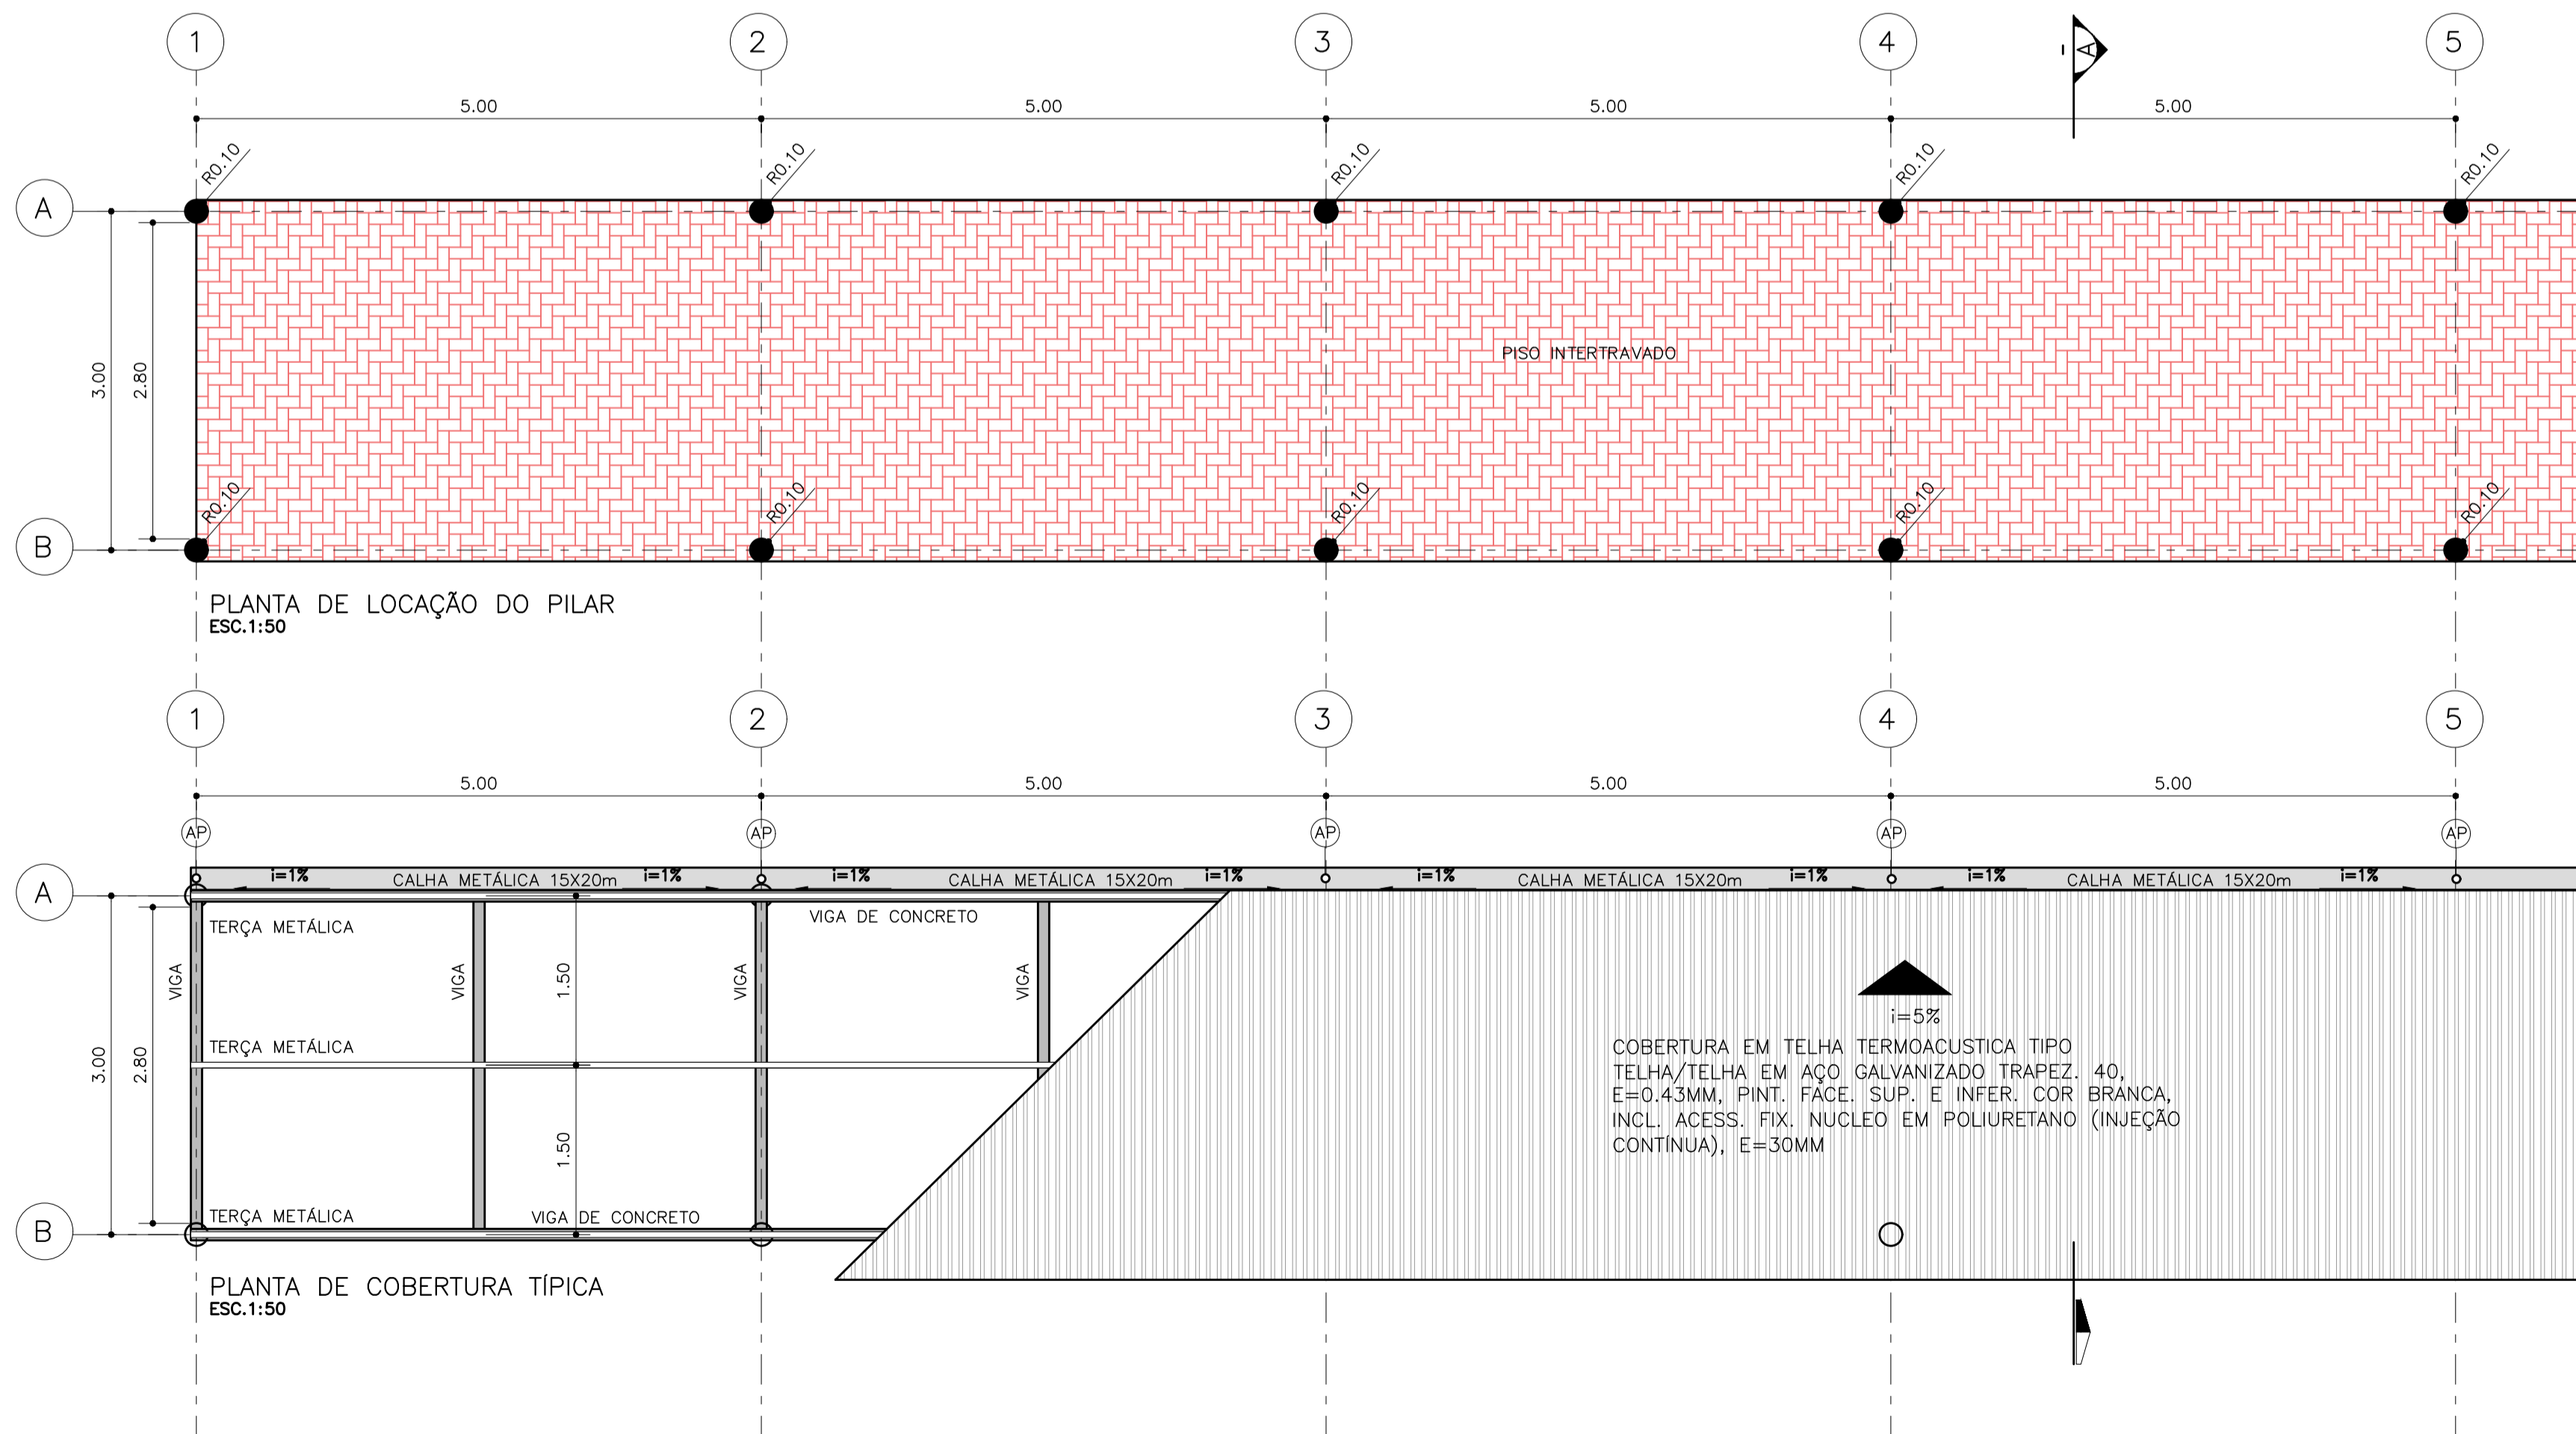 1 2 3 4 5
A
-
5.00 5.00 5.00 5.00
R0.10 R0.10 R0.10 R0.10 R0.10
A
3.00
2.80
PISO INTERTRAVADO
R0.10 R0.10 R0.10 R0.10 R0.10
B
PLANTA DE LOCAÇÃO DO PILAR
ESC.1:50
1 2 3 4 5
5.00 5.00 5.00 5.00
AP AP AP AP AP
A
i=1% CALHA METÁLICA 15X20m i=1% i=1% CALHA METÁLICA 15X20m i=1% i=1% CALHA METÁLICA 15X20m i=1% i=1% CALHA METÁLICA 15X20m i=1%
TERÇA METÁLICA
VIGA DE CONCRETO
VIGA VIGA VIGA VIGA
1.50
3.00
2.80
TERÇA METÁLICA
1.50
i=5%
COBERTURA EM TELHA TERMOACUSTICA TIPO
TELHA/TELHA EM AÇO GALVANIZADO TRAPEZ. 40,
E=0.43MM, PINT. FACE. SUP. E INFER. COR BRANCA,
INCL. ACESS. FIX. NUCLEO EM POLIURETANO (INJEÇÃO
CONTÍNUA), E=30MM
TERÇA METÁLICA
VIGA DE CONCRETO
B
PLANTA DE COBERTURA TÍPICA
ESC.1:50